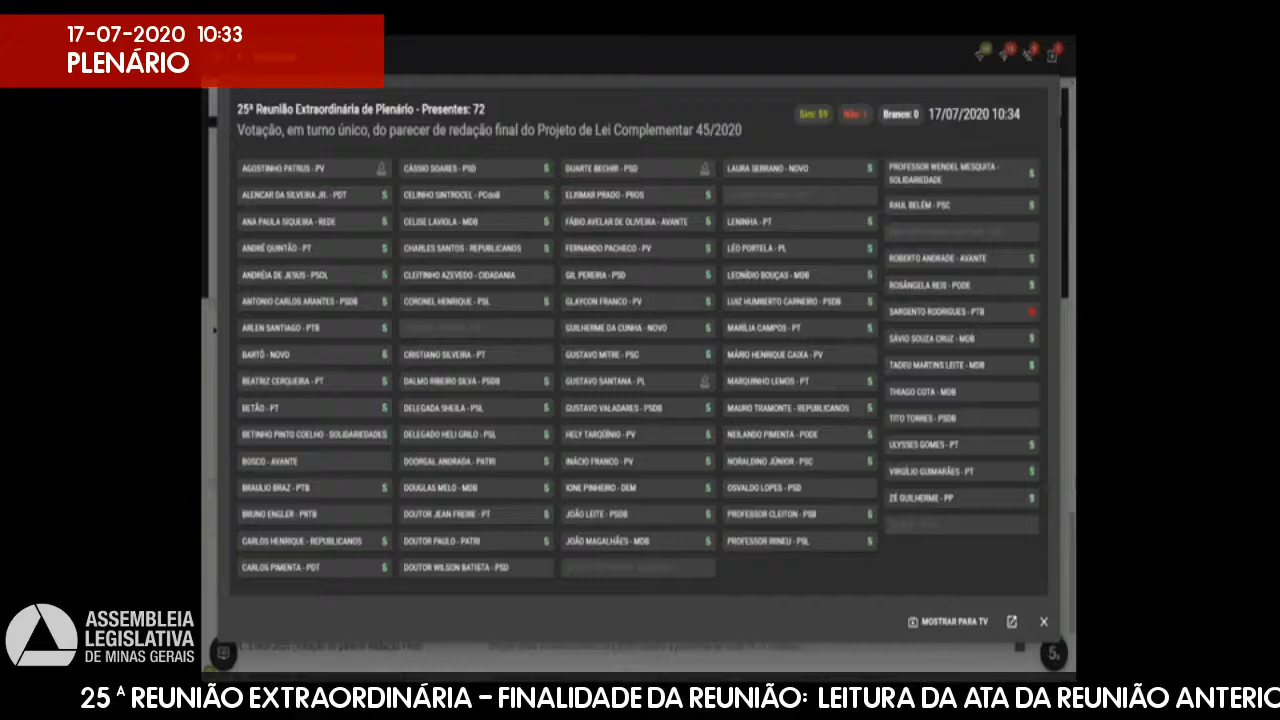 17-07-2020 10:33
PLENÁRIO
25ª Reunião Extraordinária de Plenário - Presentes: 72
Sim: 59 Não: 1 Branco: 0 17/07/2020 10:34
Votação, em turno único, do parecer de redação final do Projeto de Lei Complementar 45/2020
AGOSTINHO PATRUS - PV
ALENCAR DA SILVEIRA JR. - PDT S
ANA PAULA SIQUEIRA - REDE S
ANDRÉ QUINTÃO - PT S
ANDRÉIA DE JESUS - PSOL S
ANTONIO CARLOS ARANTES - PSDB S
ARLEN SANTIAGO - PTB S
BARTÔ - NOVO S
BEATRIZ CERQUEIRA - PT S
BETÃO - PT S
BETINHO PINTO COELHO - SOLIDARIEDADE S
BOSCO - AVANTE
BRAULIO BRAZ - PTB S
BRUNO ENGLER - PRTB
CARLOS HENRIQUE - REPUBLICANOS S
CARLOS PIMENTA - PDT S
CÁSSIO SOARES - PSD S
CELINHO SINTROCEL - PCdoB S
CELISE LAVIOLA - MDB S
CHARLES SANTOS - REPUBLICANOS S
CLEITINHO AZEVEDO - CIDADANIA
CORONEL HENRIQUE - PSL S
CRISTIANO SILVEIRA - PT
DALMO RIBEIRO SILVA - PSDB S
DELEGADA SHEILA - PSL S
DELEGADO HELI GRILO - PSL S
DOORGAL ANDRADA - PATRI S
DOUGLAS MELO - MDB S
DOUTOR JEAN FREIRE - PT S
DOUTOR PAULO - PATRI S
DOUTOR WILSON BATISTA - PSD
DUARTE BECHIR - PSD
ELISMAR PRADO - PROS S
FÁBIO AVELAR DE OLIVEIRA - AVANTE S
FERNANDO PACHECO - PV S
GIL PEREIRA - PSD S
GLAYCON FRANCO - PV S
GUILHERME DA CUNHA - NOVO S
GUSTAVO MITRE - PSC S
GUSTAVO SANTANA - PL
GUSTAVO VALADARES - PSDB S
HELY TARQÜÍNIO - PV S
INÁCIO FRANCO - PV S
IONE PINHEIRO - DEM S
JOÃO LEITE - PSDB S
JOÃO MAGALHÃES - MDB S
LAURA SERRANO - NOVO S
LENINHA - PT S
LÉO PORTELA - PL S
LEONÍDIO BOUÇAS - MDB S
LUIZ HUMBERTO CARNEIRO - PSDB S
MARÍLIA CAMPOS - PT S
MÁRIO HENRIQUE CAIXA - PV
MARQUINHO LEMOS - PT S
MAURO TRAMONTE - REPUBLICANOS S
NEILANDO PIMENTA - PODE S
NORALDINO JÚNIOR - PSC S
OSVALDO LOPES - PSD
PROFESSOR CLEITON - PSB S
PROFESSOR IRINEU - PSL S
PROFESSOR WENDEL MESQUITA -
SOLIDARIEDADE S
RAUL BELÉM - PSC S
ROBERTO ANDRADE - AVANTE S
ROSÂNGELA REIS - PODE S
SARGENTO RODRIGUES - PTB
SÁVIO SOUZA CRUZ - MDB S
TADEU MARTINS LEITE - MDB S
THIAGO COTA - MDB
TITO TORRES - PSDB
ULYSSES GOMES - PT S
VIRGÍLIO GUIMARÃES - PT S
ZÉ GUILHERME - PP S
MOSTRAR PARA TV
ASSEMBLEIA
LEGISLATIVA
DE MINAS GERAIS
25 ª REUNIÃO EXTRAORDINÁRIA - FINALIDADE DA REUNIÃO: LEITURA DA ATA DA REUNIÃO ANTERIO